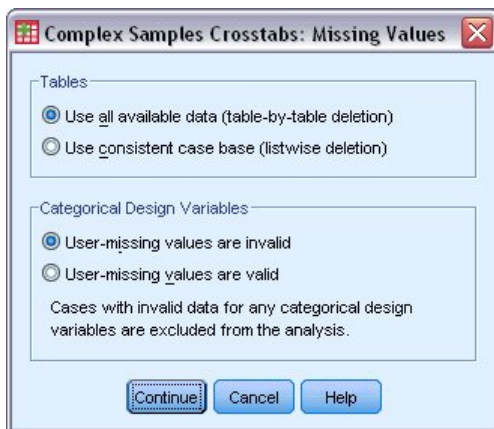 Complex Samples Crosstabs: Missing Values
Tables
Use all available data (table-by-table deletion)
Use consistent case base (listwise deletion)
Categorical Design Variables
User-missing values are invalid
User-missing values are valid
Cases with invalid data for any categorical design
variables are excluded from the analysis.
Continue Cancel Help